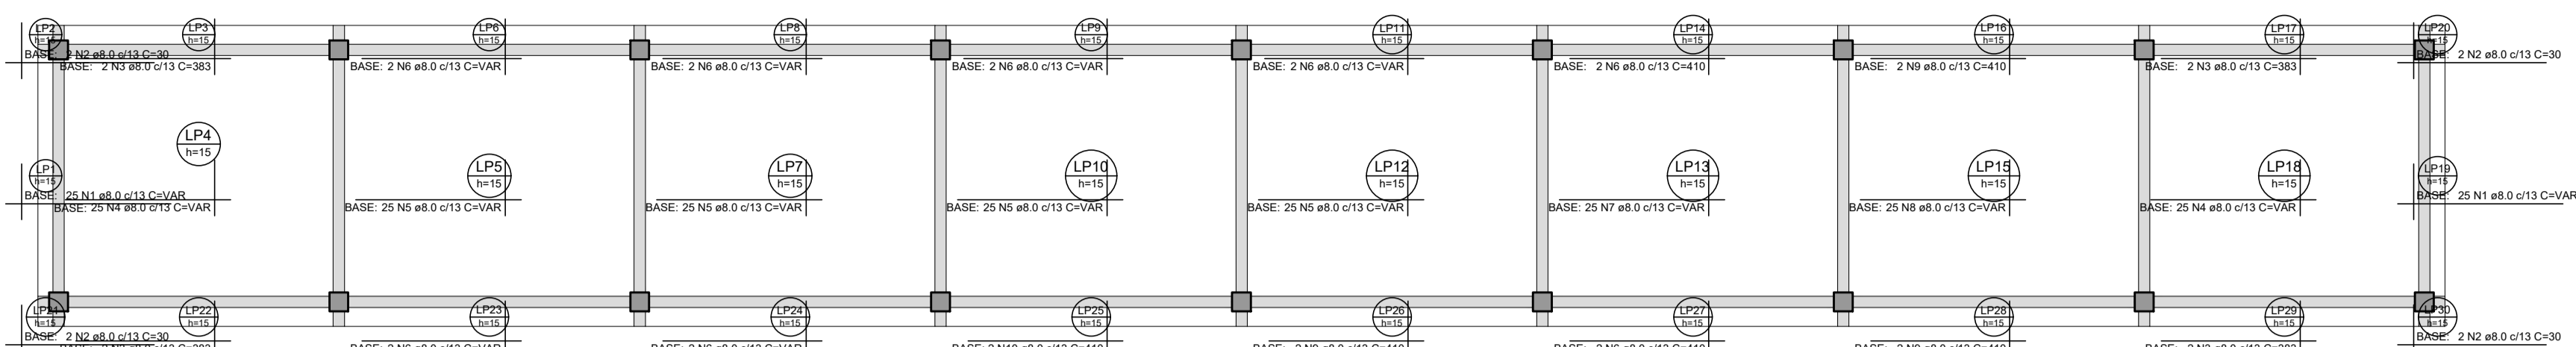 LP2
h=15
LP3
h=15
LP6
h=15
LP8
h=15
LP9
h=15
LP11
h=15
LP14
h=15
LP16
h=15
LP17
h=15
LP20
h=15
BASE: 2 N2 ø8.0 c/13 C=30
BASE: 2 N3 ø8.0 c/13 C=383
BASE: 2 N6 ø8.0 c/13 C=VAR
BASE: 2 N6 ø8.0 c/13 C=VAR
BASE: 2 N6 ø8.0 c/13 C=VAR
BASE: 2 N6 ø8.0 c/13 C=VAR
BASE: 2 N6 ø8.0 c/13 C=410
BASE: 2 N9 ø8.0 c/13 C=410
BASE: 2 N3 ø8.0 c/13 C=383
BASE: 2 N2 ø8.0 c/13 C=30
LP4
h=15
LP1
h=15
LP5
h=15
LP7
h=15
LP10
h=15
LP12
h=15
LP13
h=15
LP15
h=15
LP18
h=15
LP19
h=15
BASE: 25 N1 ø8.0 c/13 C=VAR
BASE: 25 N4 ø8.0 c/13 C=VAR
BASE: 25 N5 ø8.0 c/13 C=VAR
BASE: 25 N5 ø8.0 c/13 C=VAR
BASE: 25 N5 ø8.0 c/13 C=VAR
BASE: 25 N5 ø8.0 c/13 C=VAR
BASE: 25 N7 ø8.0 c/13 C=VAR
BASE: 25 N8 ø8.0 c/13 C=VAR
BASE: 25 N4 ø8.0 c/13 C=VAR
BASE: 25 N1 ø8.0 c/13 C=VAR
LP21
h=15
LP22
h=15
LP23
h=15
LP24
h=15
LP25
h=15
LP26
h=15
LP27
h=15
LP28
h=15
LP29
h=15
LP30
h=15
BASE: 2 N2 ø8.0 c/13 C=30
BASE: 2 N2 ø8.0 c/13 C=30